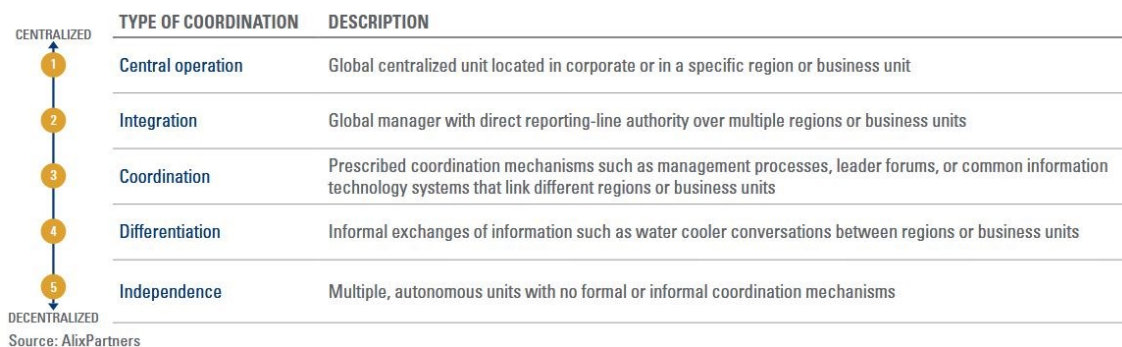 TYPE OF COORDINATION DESCRIPTION
CENTRALIZED
1 Central operation Global centralized unit located in corporate or in a specific region or business unit
2 Integration Global manager with direct reporting-line authority over multiple regions or business units
3 Coordination Prescribed coordination mechanisms such as management processes, leader forums, or common information
technology systems that link different regions or business units
4 Differentiation Informal exchanges of information such as water cooler conversations between regions or business units
5 Independence Multiple, autonomous units with no formal or informal coordination mechanisms
DECENTRALIZED
Source: AlixPartners